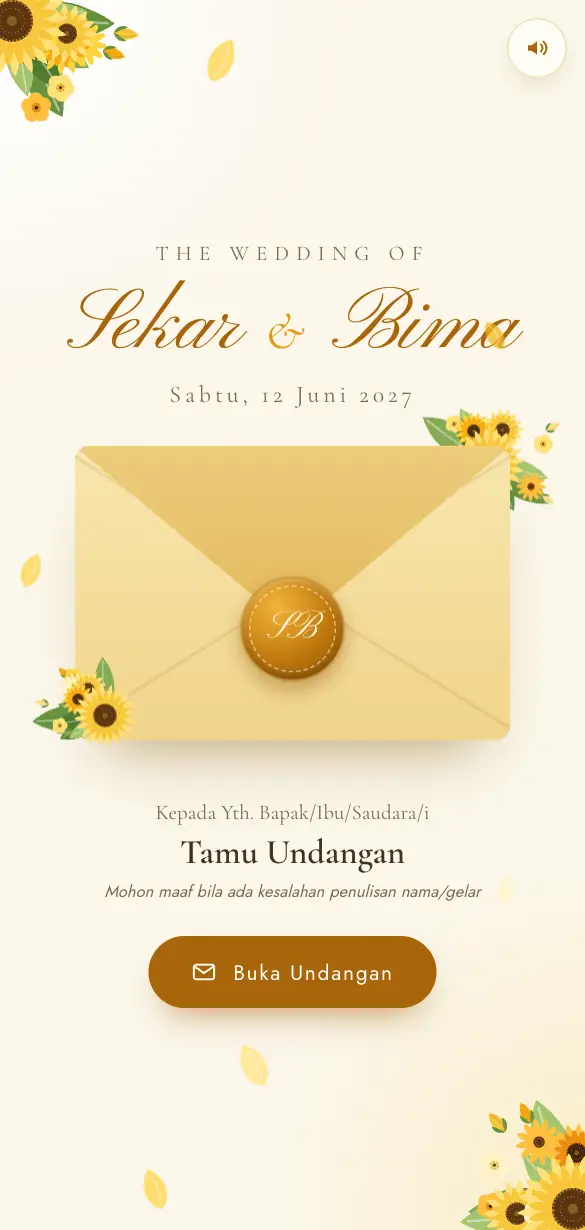 THE WEDDING OF
Sekar & Bima
Sabtu, 12 Juni 2027
SB
Kepada Yth. Bapak/Ibu/Saudara/i
Tamu Undangan
Mohon maaf bila ada kesalahan penulisan nama/gelar
Buka Undangan